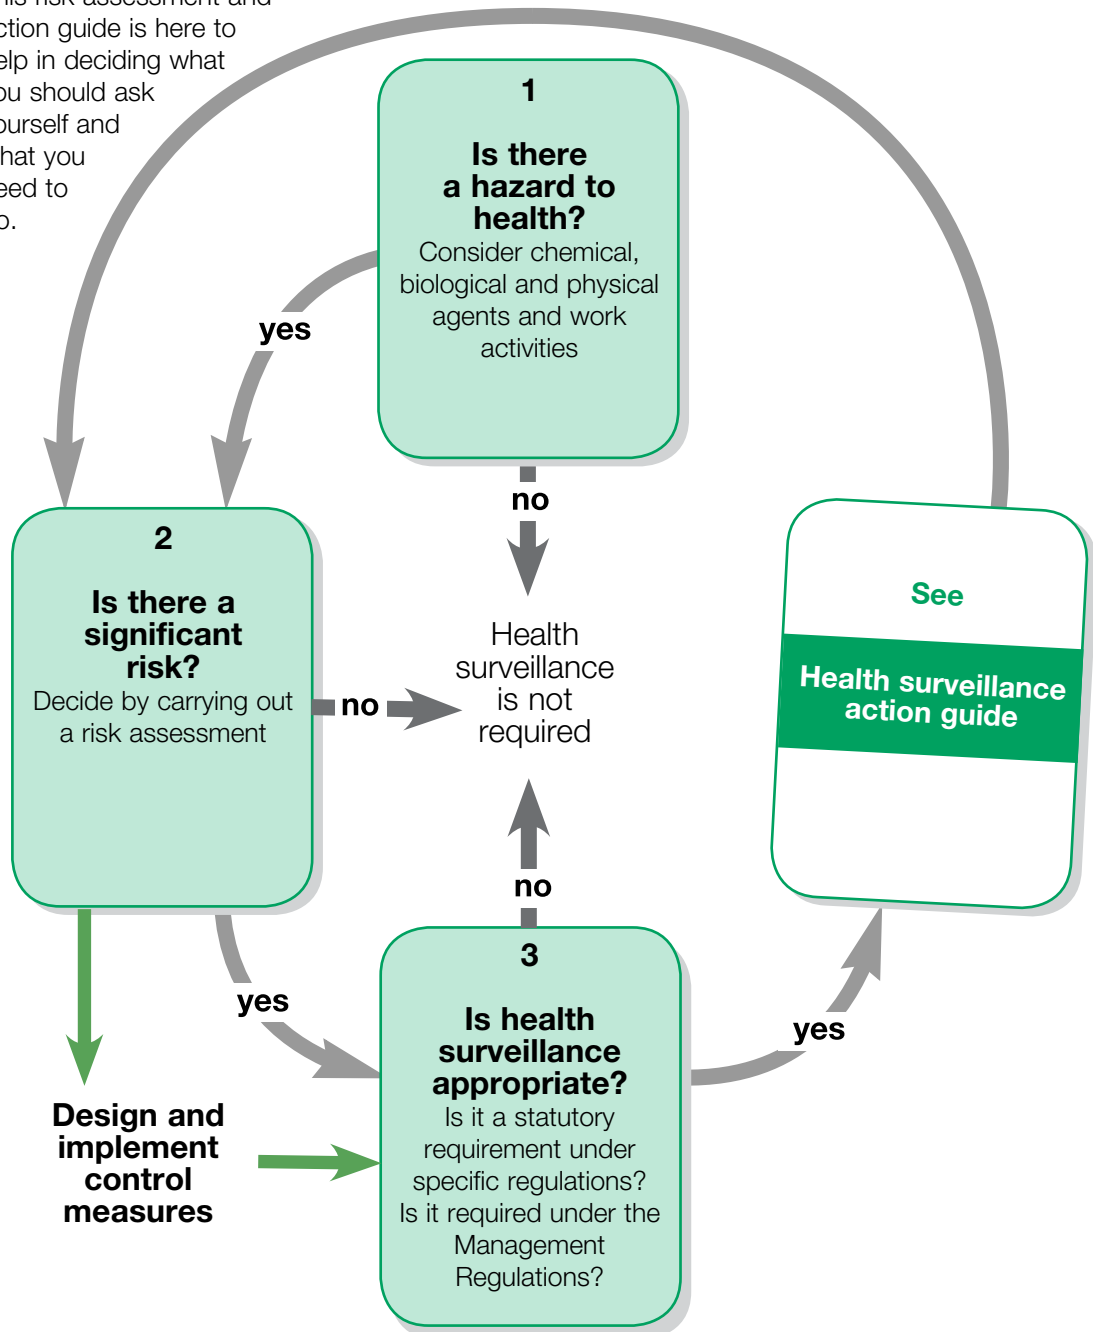 his risk assessment and
ction guide is here to
elp in deciding what
ou should ask
ourself and
hat you
eed to
o.
1
Is there
a hazard to
health?
Consider chemical,
biological and physical
agents and work
activities
yes
no
2
Is there a
significant
risk?
Decide by carrying out
a risk assessment
no
Health
surveillance
is not
required
See
Health surveillance
action guide
yes
no
3
Is health
surveillance
appropriate?
Is it a statutory
requirement under
specific regulations?
Is it required under the
Management
Regulations?
yes
Design and
implement
control
measures